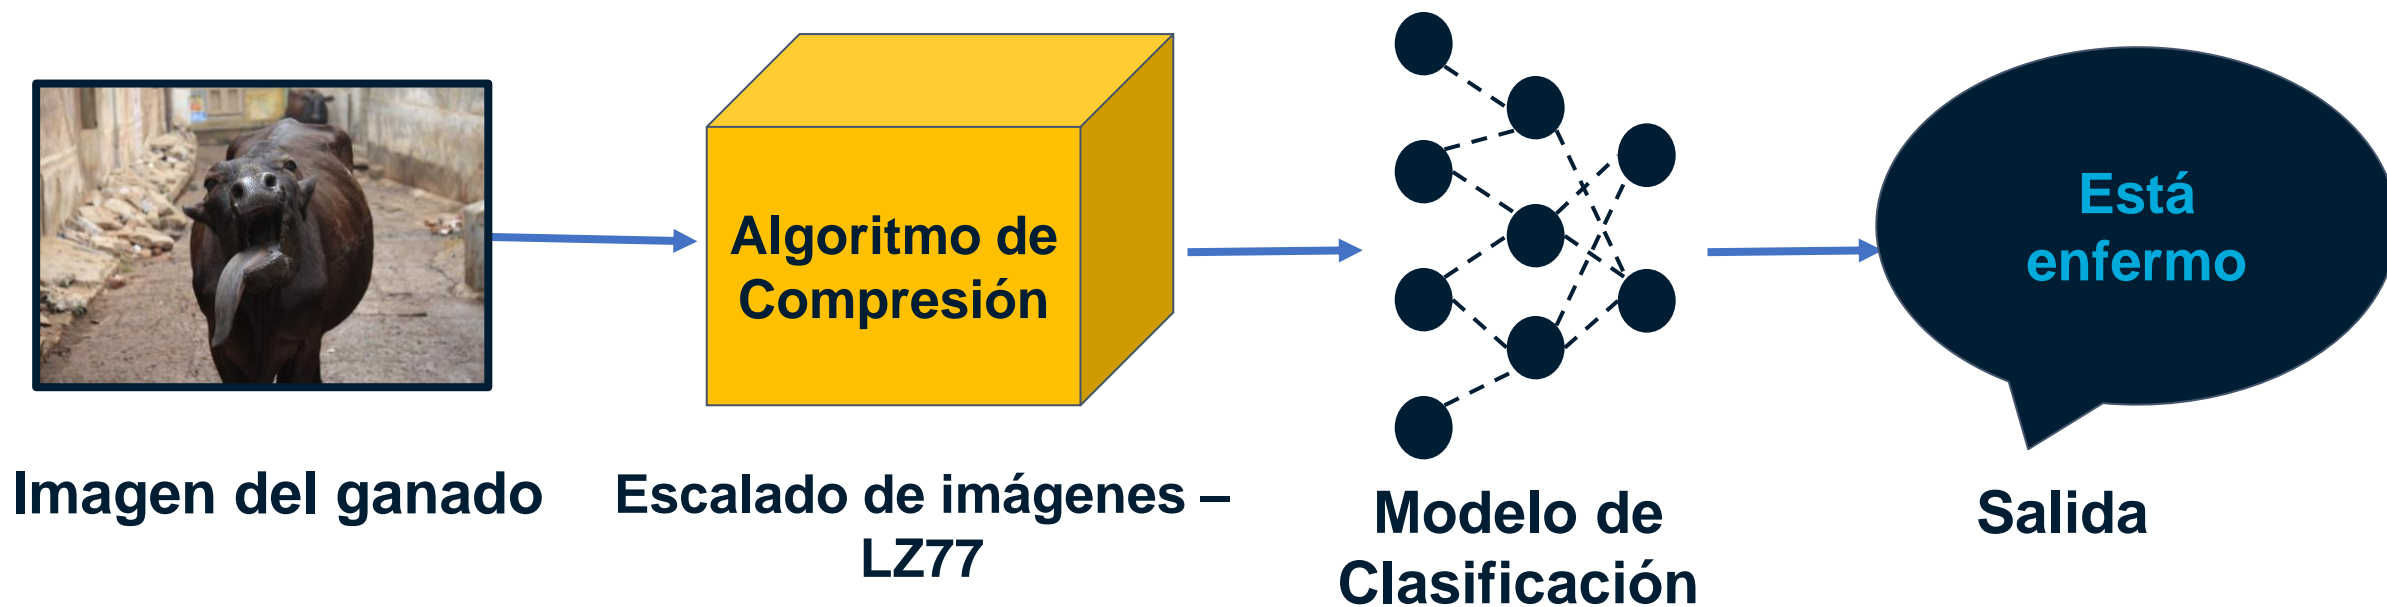 Algoritmo de
Compresión
Está
enfermo
Imagen del ganado
Escalado de imágenes –
LZ77
Modelo de
Clasificación
Salida